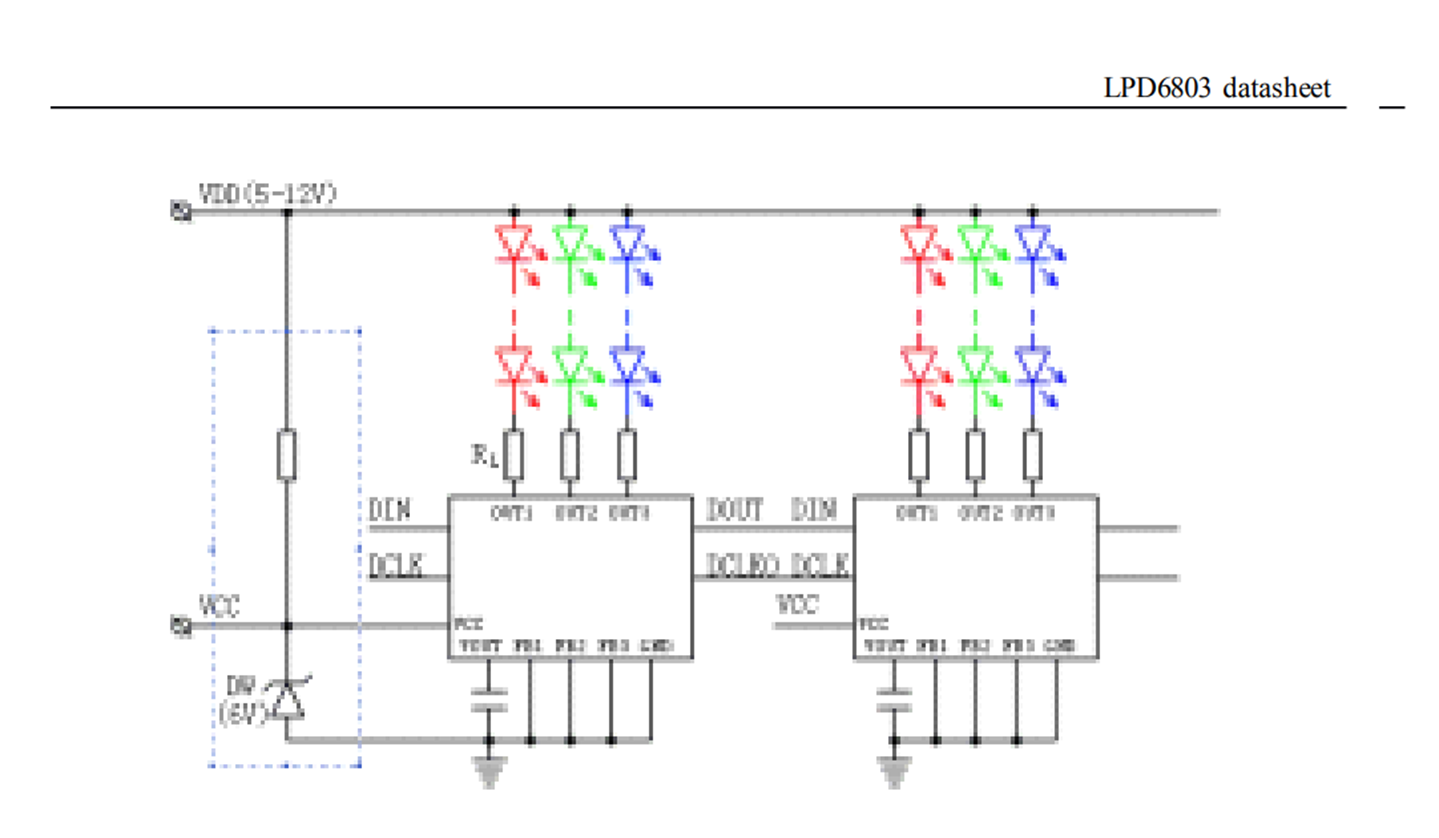 LPD6803 datasheet
VDD(5-12V)
RL
DIN
OUT1 OUT2 OUT3
DOUT DIN
OUT1 OUT2 OUT3
DCLK
DCLKO DCLK
VCC
VCC
VCC
VCC
VOUT FB1 FB2 FB3 GND
VOUT FB1 FB2 FB3 GND
DW
(6V)